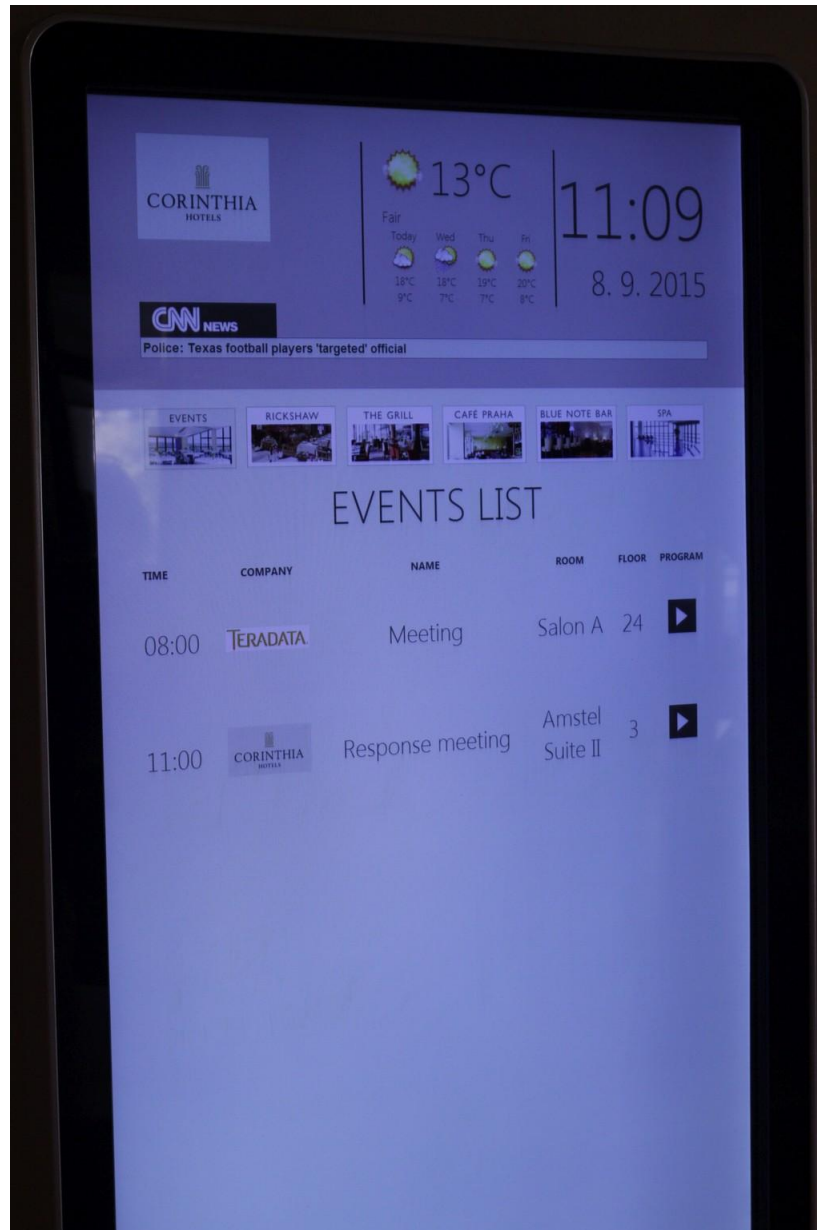 CORINTHIA
HOTELS
13°C
Fair
Today Wed Thu Fri
18°C 18°C 19°C 20°C
9°C 7°C 7°C 8°C
11:09
8. 9. 2015
CNN NEWS
Police: Texas football players 'targeted' official
EVENTS RICKSHAW THE GRILL CAFE PRAHA BLUE NOTE BAR SPA
EVENTS LIST
TIME COMPANY NAME ROOM FLOOR PROGRAM
08:00 TERADATA Meeting Salon A 24
11:00 CORINTHIA HOTELS Response meeting Amstel Suite II 3